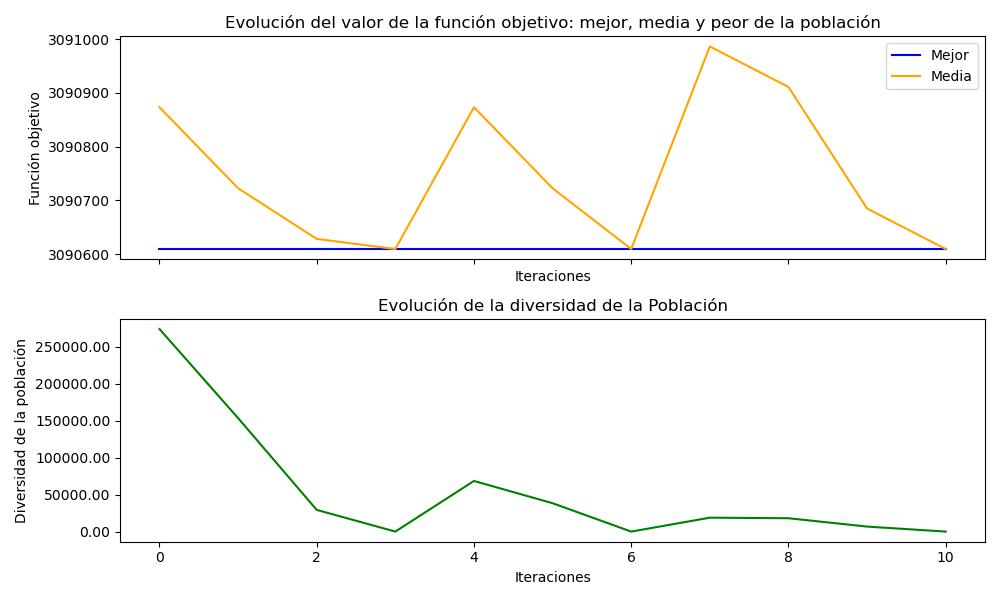 Evolución del valor de la función objetivo: mejor, media y peor de la población
Función objetivo
3091000
3090900
3090800
3090700
3090600
Mejor
Media
Iteraciones
Evolución de la diversidad de la Población
Diversidad de la población
250000.00
200000.00
150000.00
100000.00
50000.00
0.00
0 2 4 6 8 10
Iteraciones